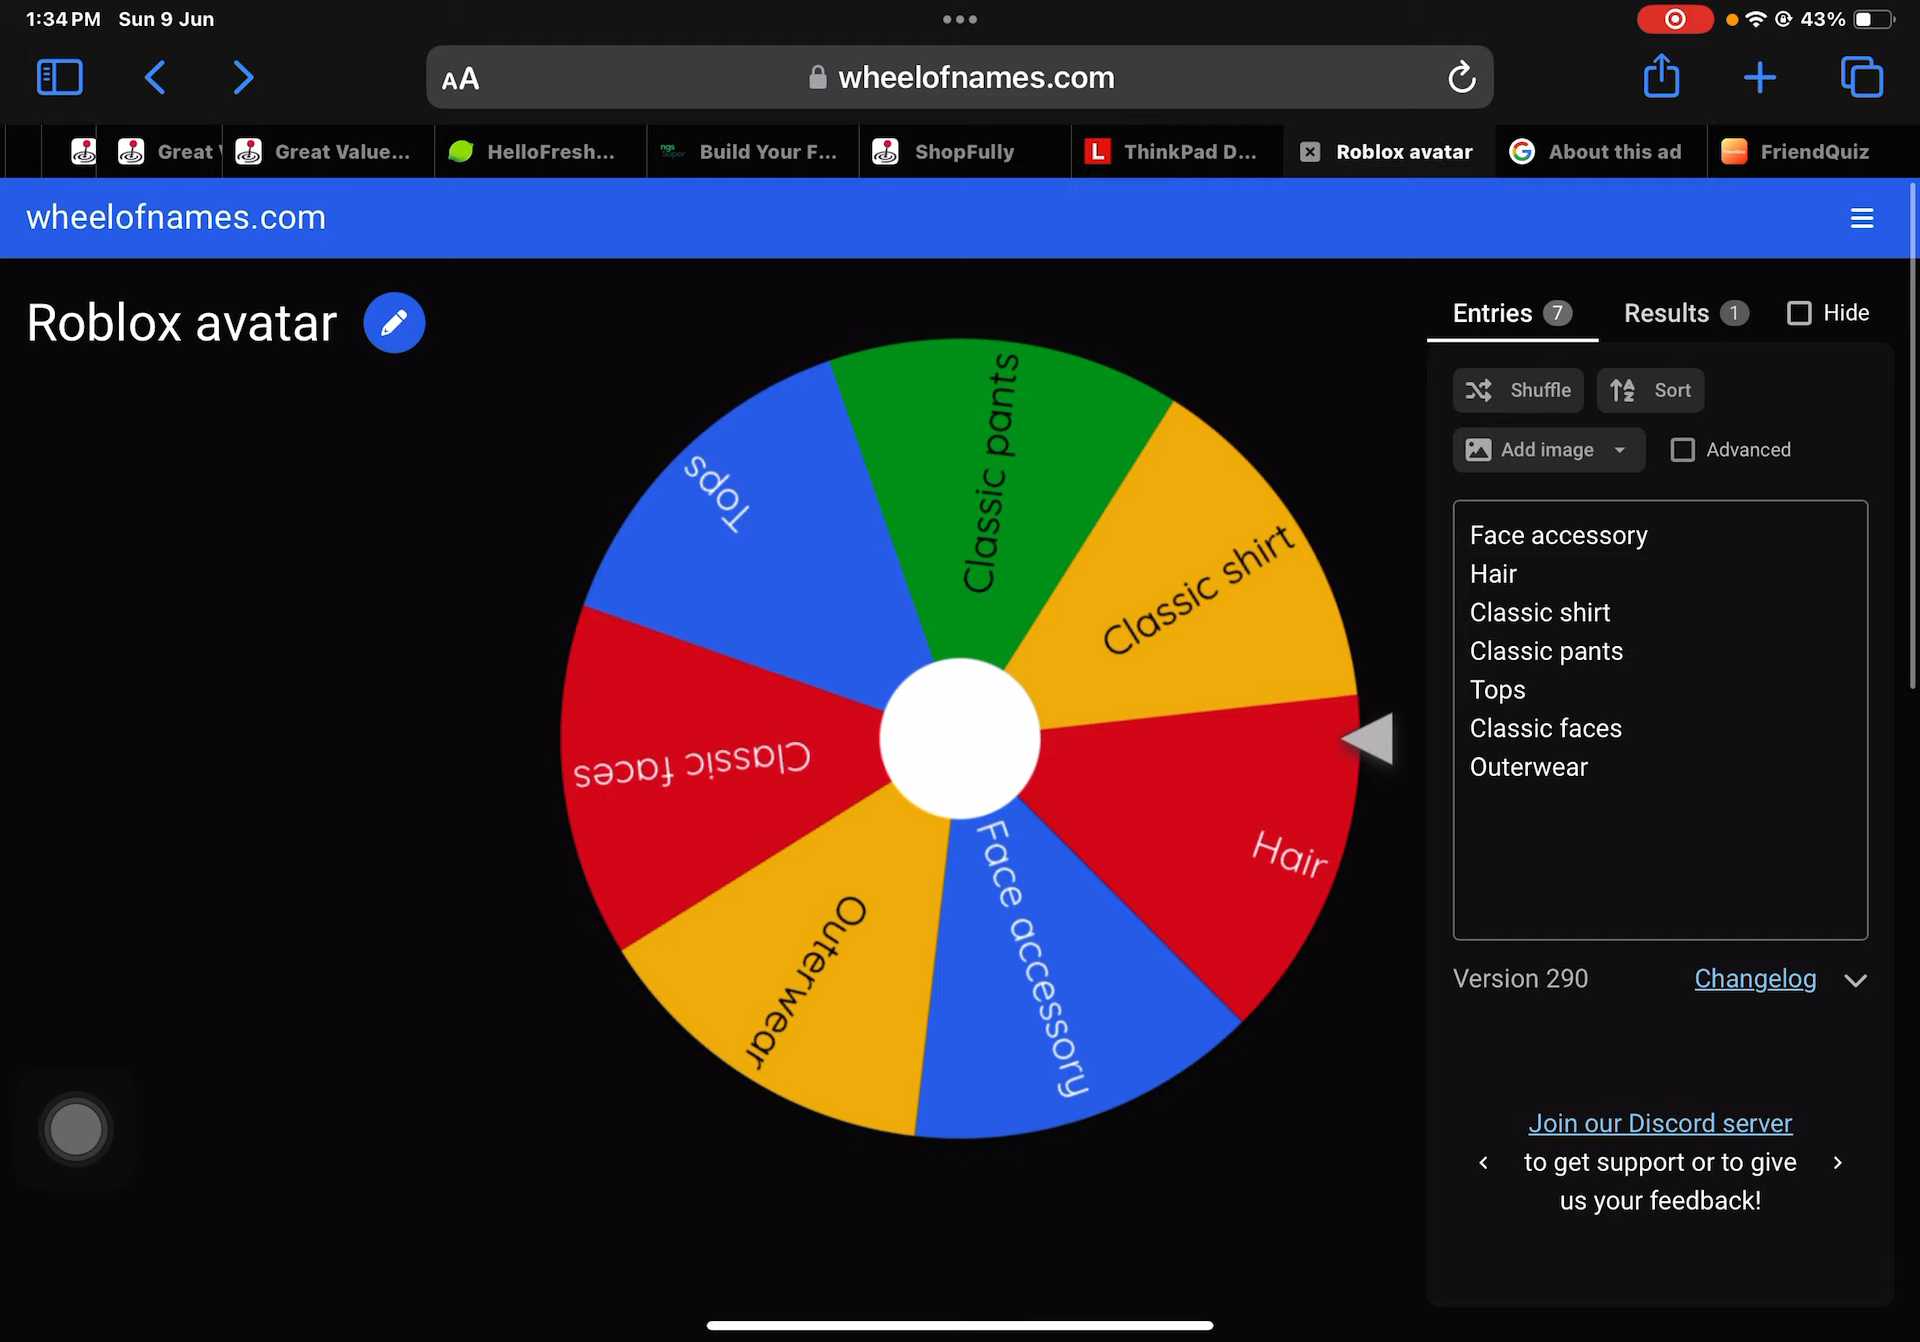 1:34 PM Sun 9 Jun
43%
AA wheelofnames.com
Great
Great Value...
HelloFresh...
ngs super Build Your F...
ShopFully
L ThinkPad D...
Roblox avatar
G About this ad
FriendQuiz
wheelofnames.com
Roblox avatar
Entries 7
Results 1
Hide
Shuffle
Sort
Add image
Advanced
Face accessory
Hair
Classic shirt
Classic pants
Tops
Classic faces
Outerwear
Classic pants
Classic shirt
Hair
Face accessory
Outerwear
Classic faces
Tops
Version 290
Changelog
Join our Discord server
to get support or to give
us your feedback!